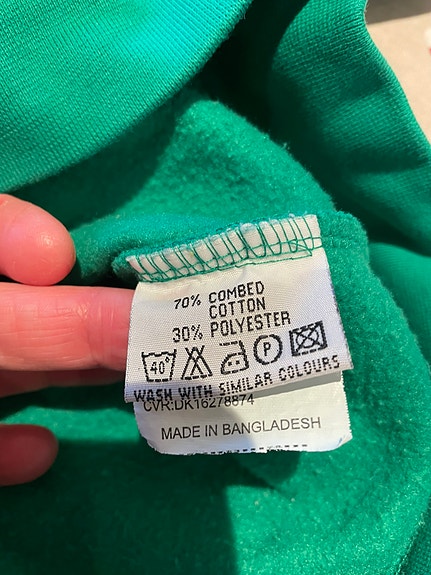 70% COMBED
COTTON
30% POLYESTER
40° P
WASH WITH SIMILAR COLOURS
CVR:DK16278874
MADE IN BANGLADESH